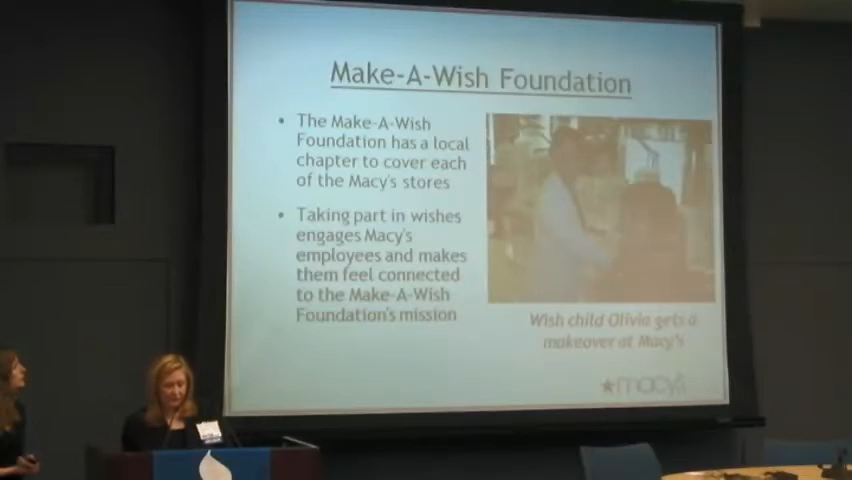 Make-A-Wish Foundation
• The Make-A-Wish
Foundation has a local
chapter to cover each
of the Macy's stores
• Taking part in wishes
engages Macy's
employees and makes
them feel connected
to the Make-A-Wish
Foundation's mission
Wish child Olivia gets a
makeover at Macy's
★macy's